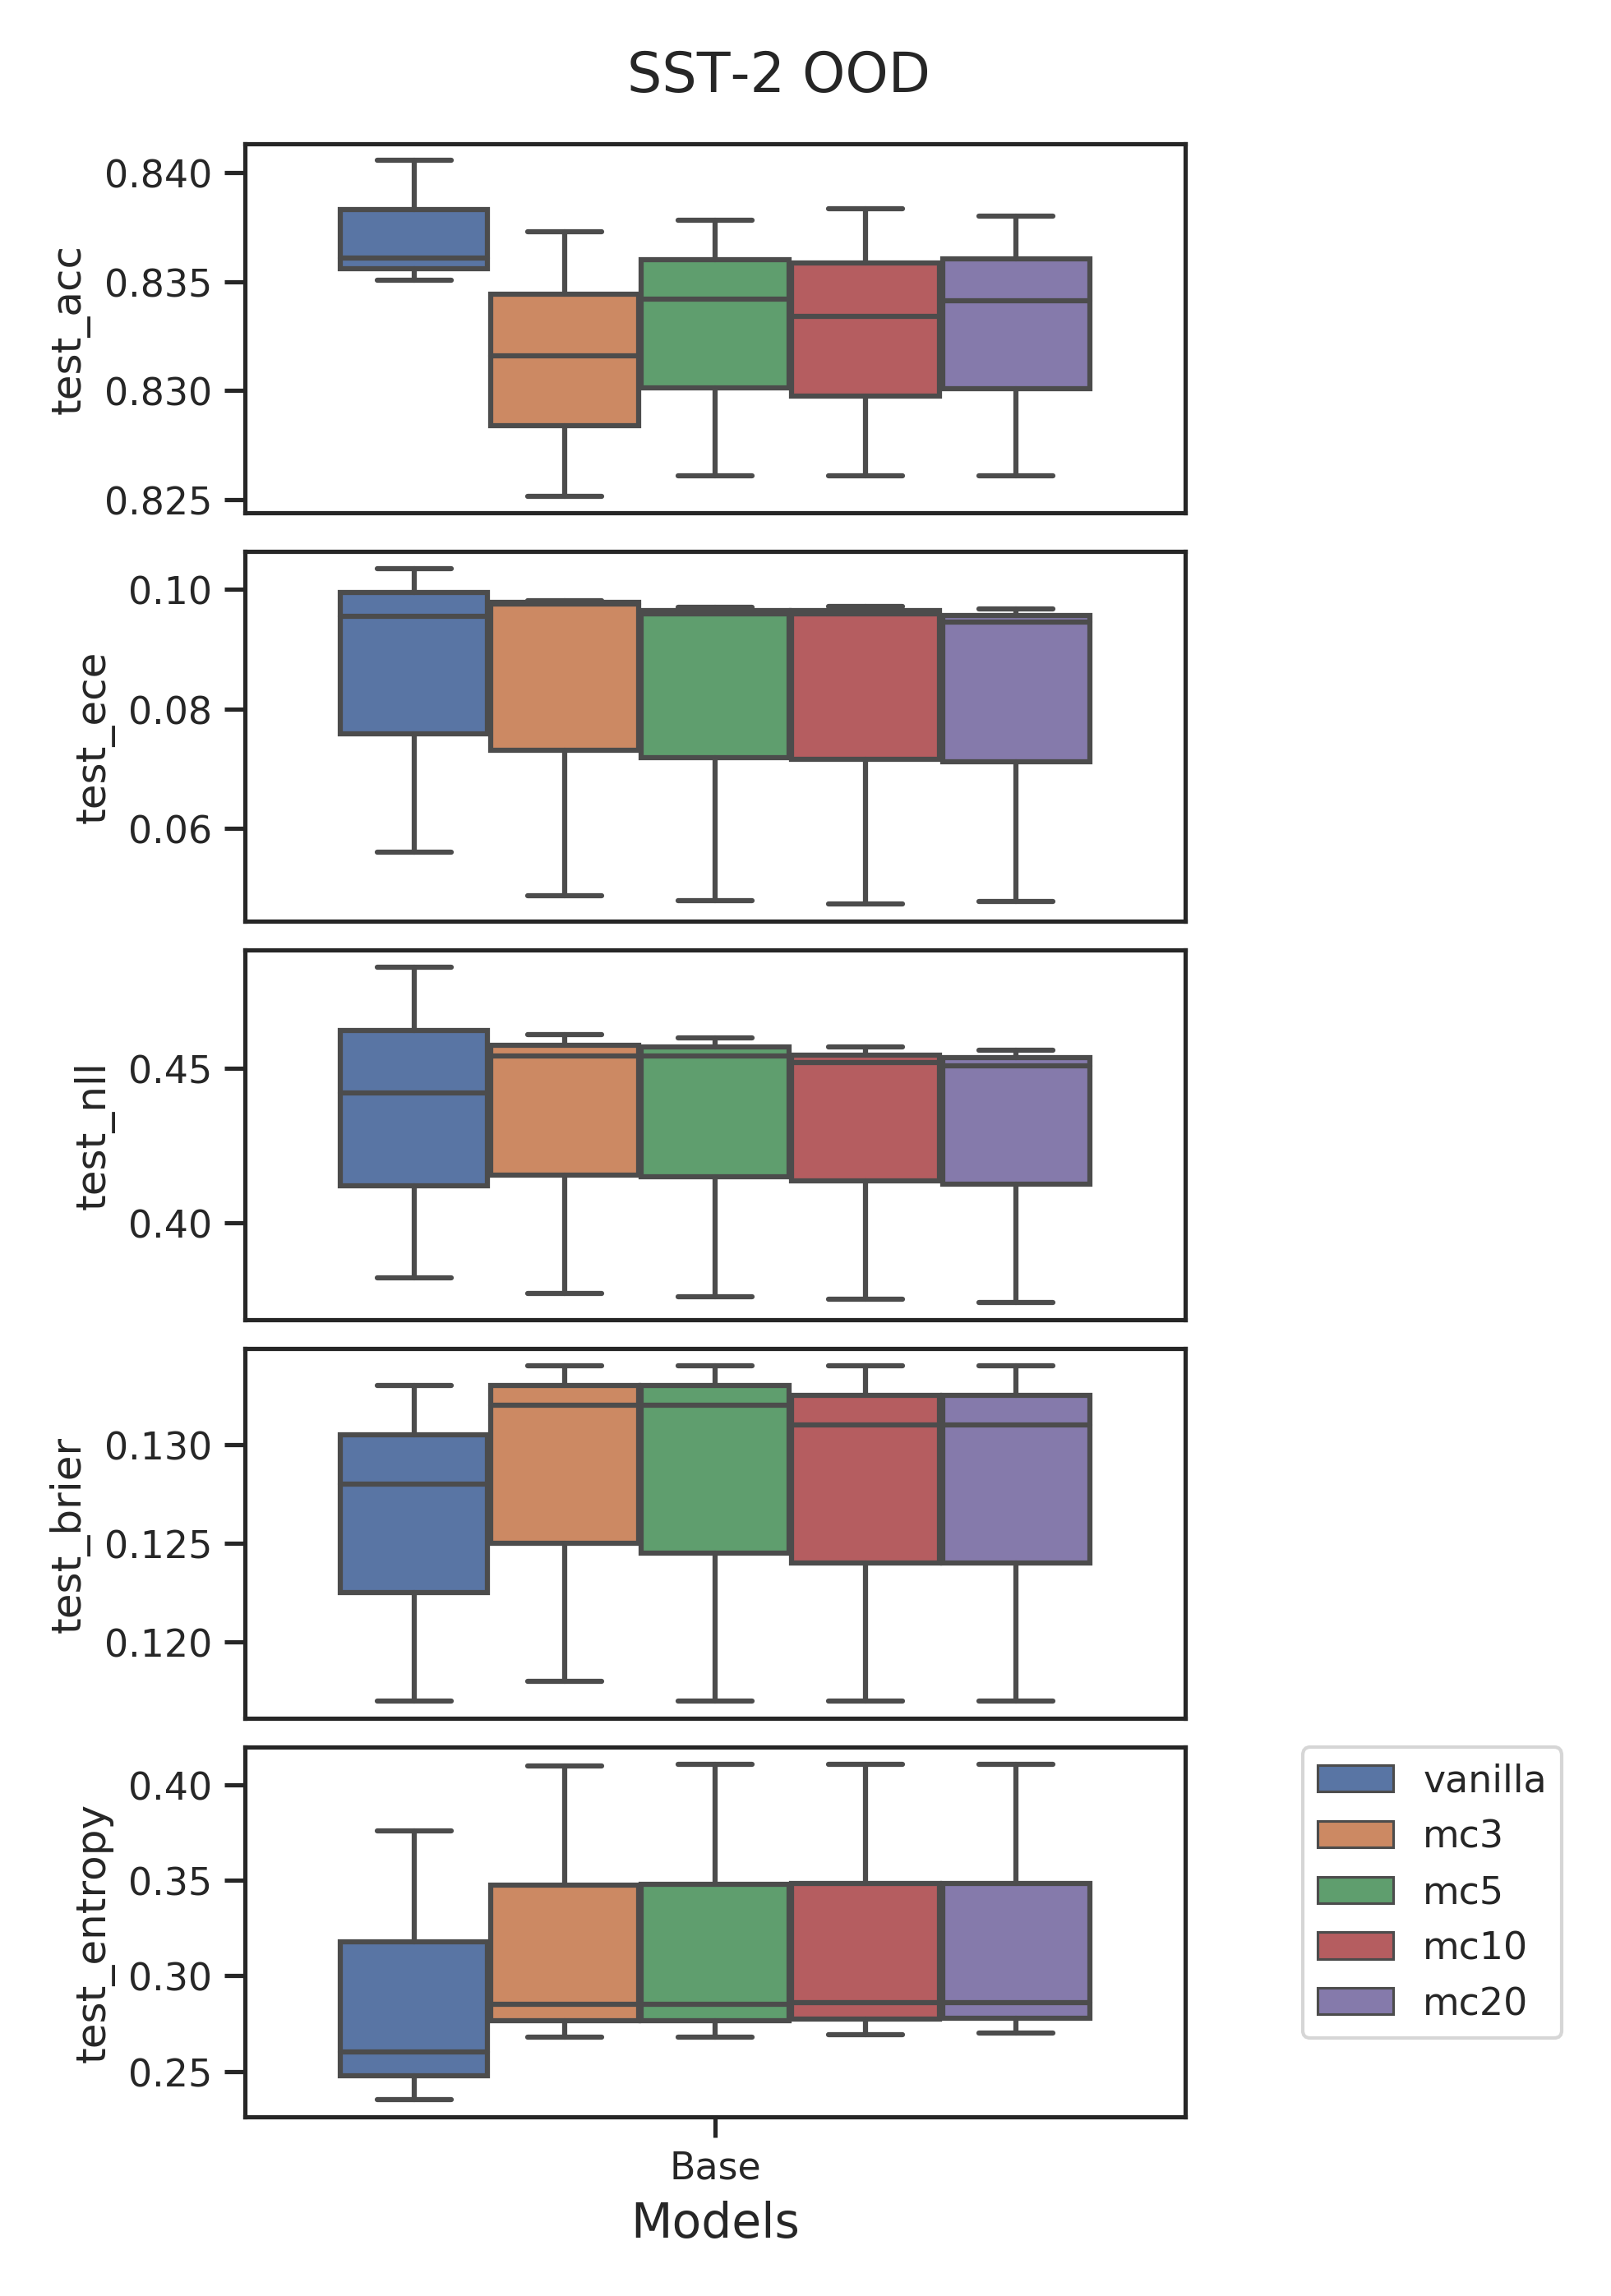 SST-2 OOD
test_acc
0.840
0.835
0.830
0.825
test_ece
0.10
0.08
0.06
test_nll
0.45
0.40
test_brier
0.130
0.125
0.120
test_entropy
0.40
0.35
0.30
0.25
Base
Models
vanilla
mc3
mc5
mc10
mc20